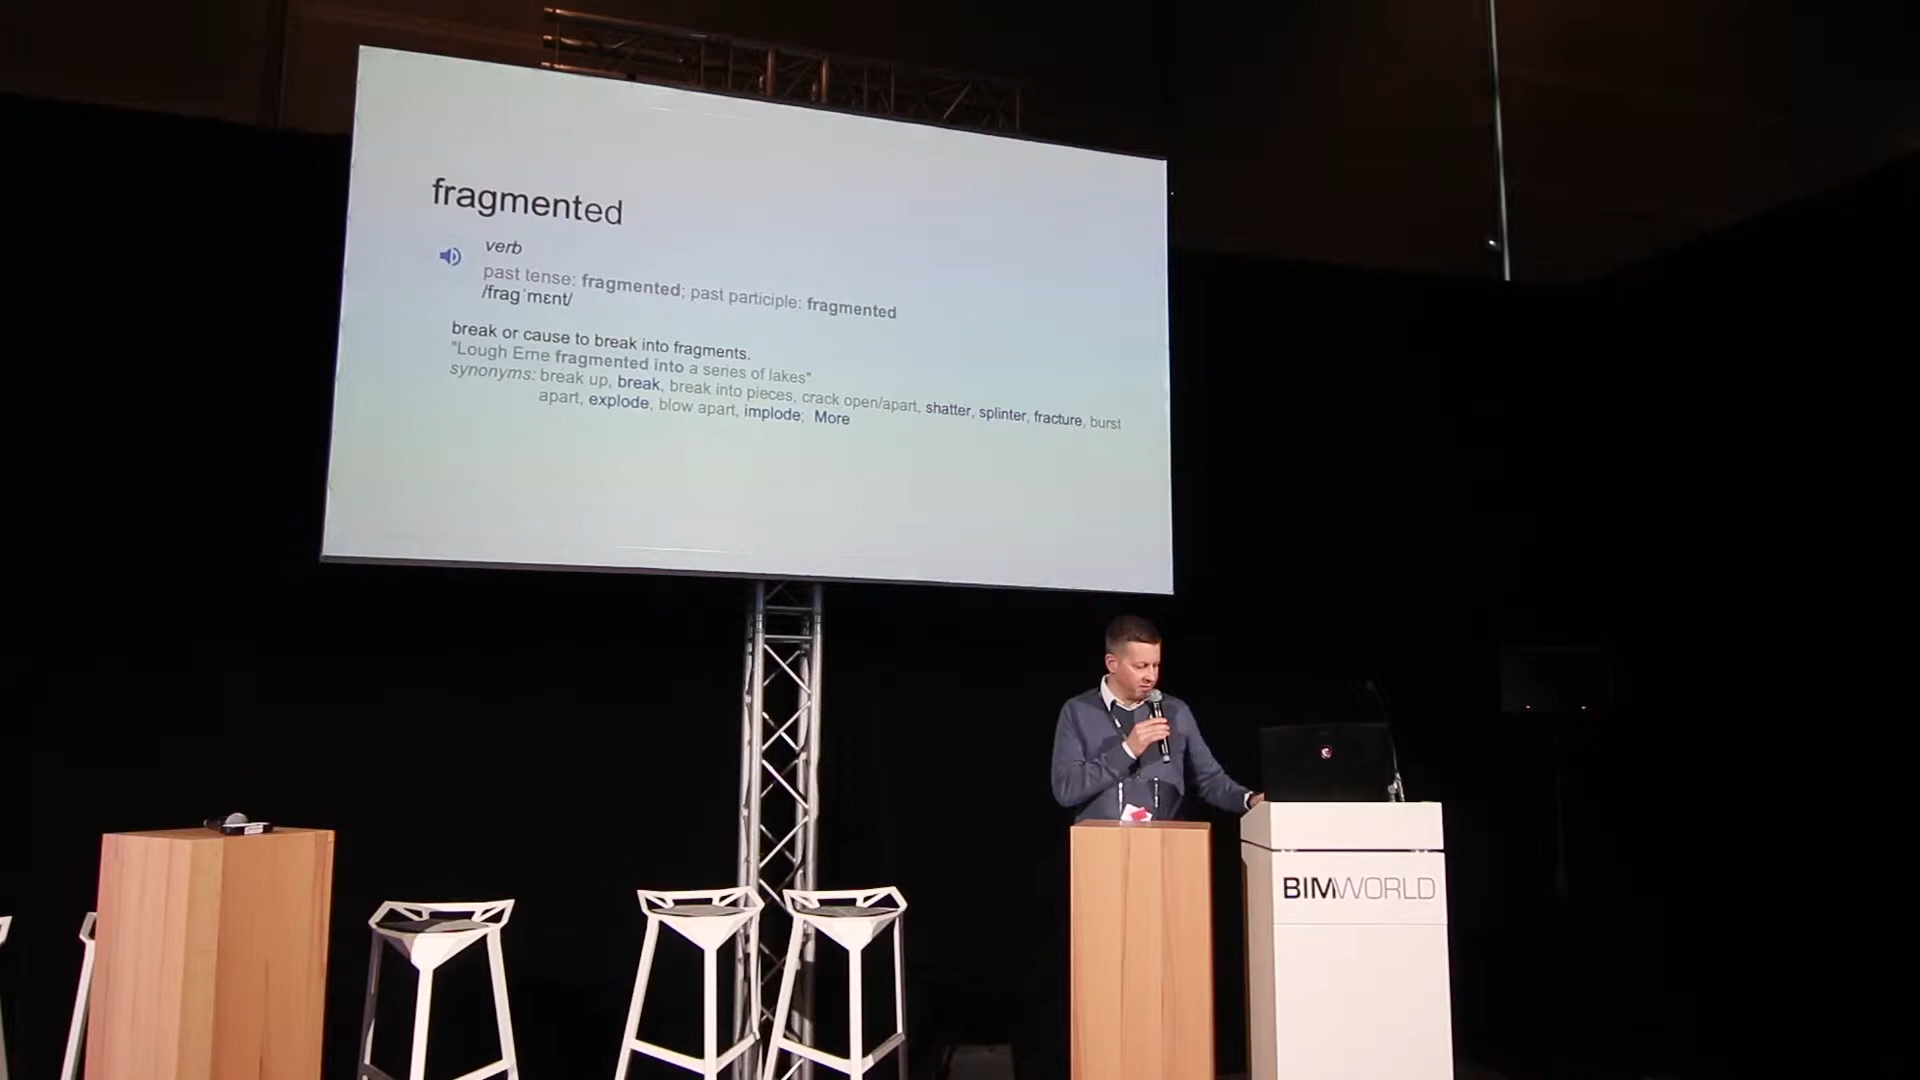 fragmented
verb
past tense: fragmented; past participle: fragmented
/fragˈmɛnt/
break or cause to break into fragments.
"Lough Erne fragmented into a series of lakes"
synonyms: break up, break, break into pieces, crack open/apart, shatter, splinter, fracture, burst
apart, explode, blow apart, implode; More
BIMWORLD